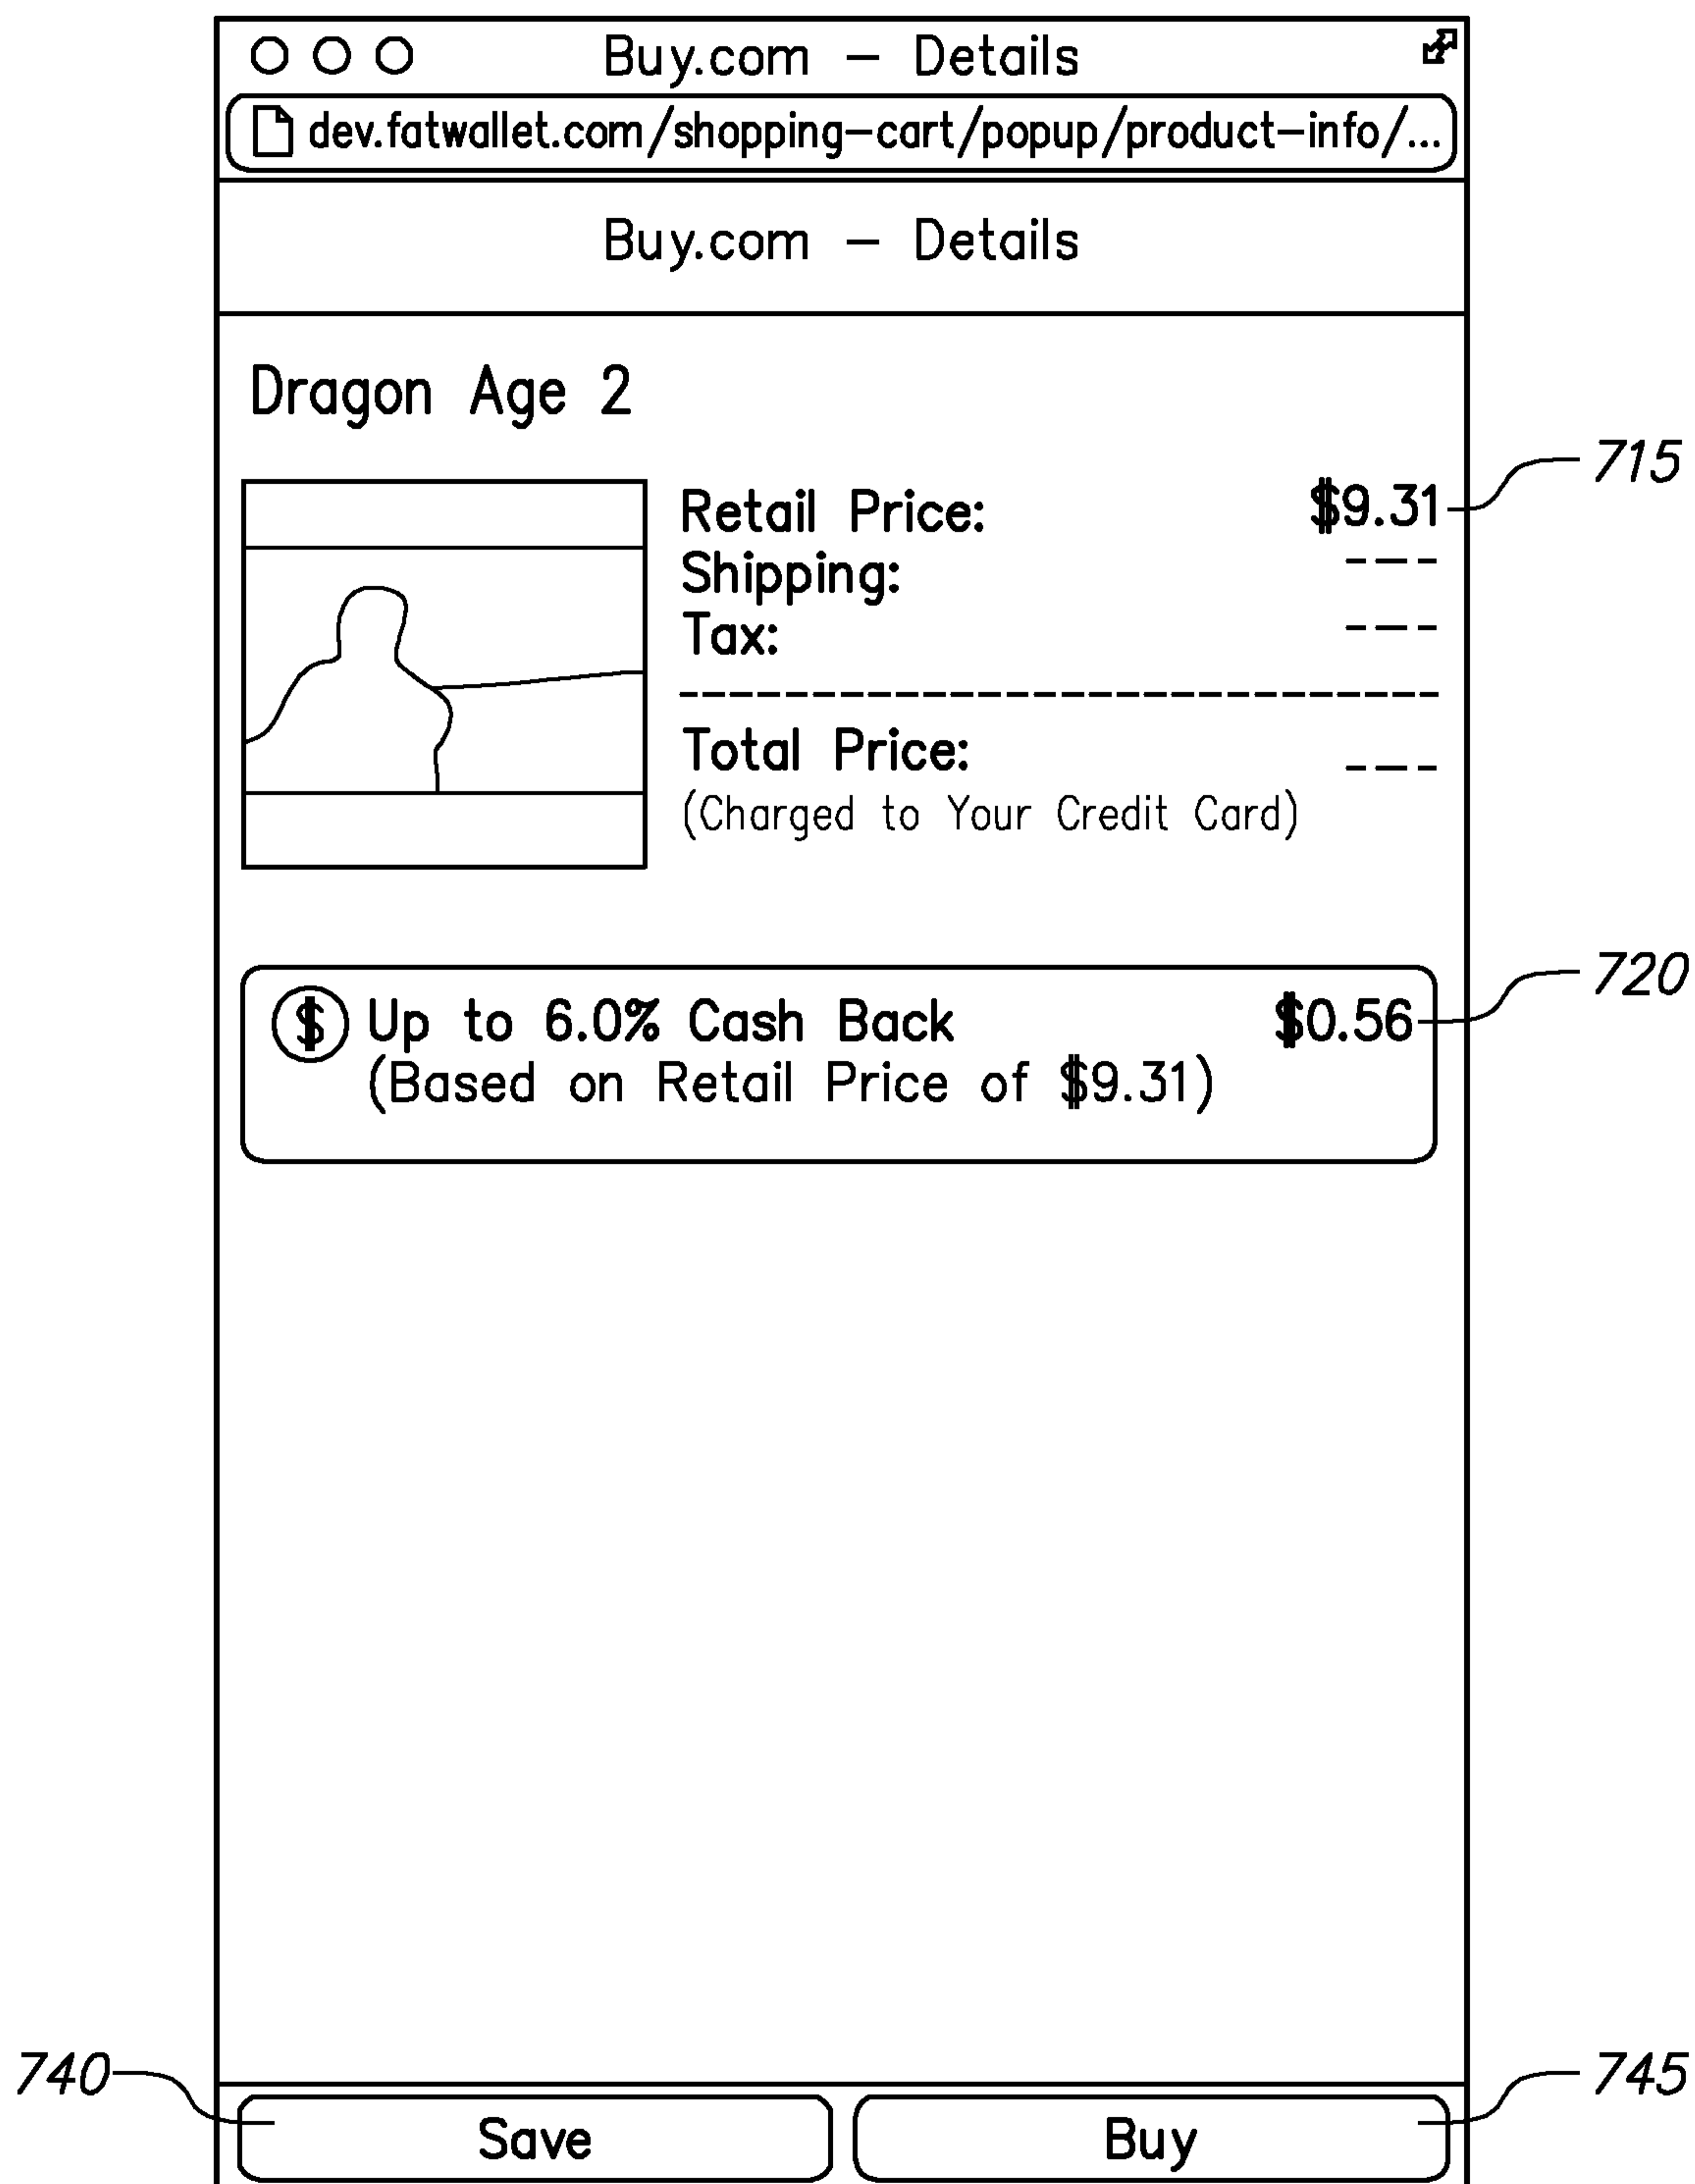 Buy.com – Details
dev.fatwallet.com/shopping-cart/popup/product-info/...
Buy.com – Details
Dragon Age 2
Retail Price: $9.31
715
Shipping: ---
Tax: ---
Total Price: ---
(Charged to Your Credit Card)
$ Up to 6.0% Cash Back $0.56
720
(Based on Retail Price of $9.31)
740
745
Save
Buy